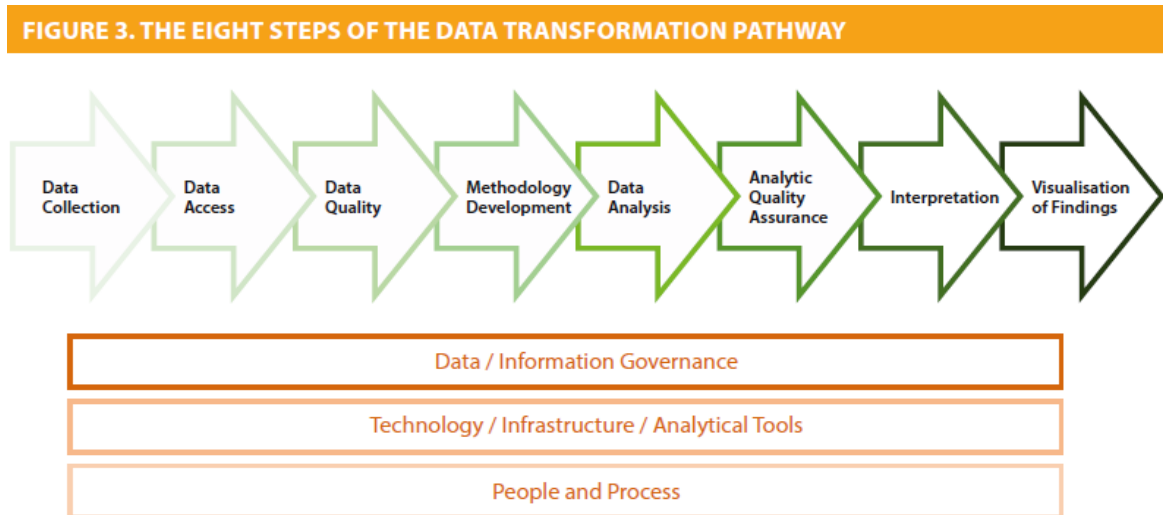 FIGURE 3. THE EIGHT STEPS OF THE DATA TRANSFORMATION PATHWAY
Data
Collection
Data
Access
Data
Quality
Methodology
Development
Data
Analysis
Analytic
Quality
Assurance
Interpretation
Visualisation
of Findings
Data / Information Governance
Technology / Infrastructure / Analytical Tools
People and Process